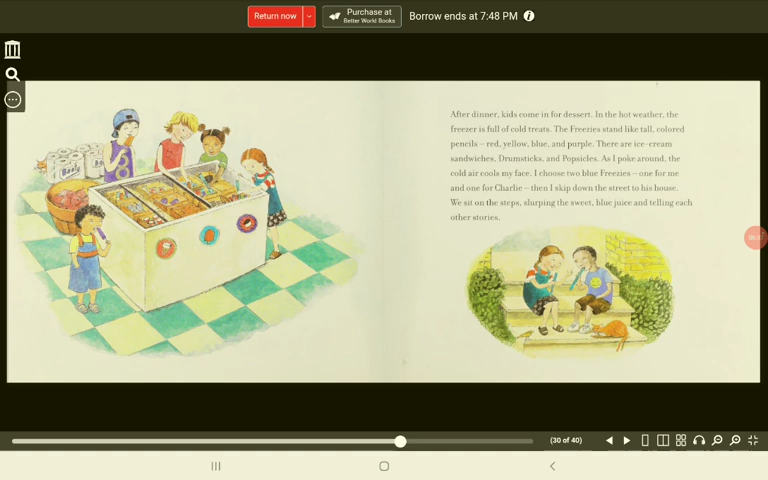 Return now
Purchase at
Better World Books
Borrow ends at 7:48 PM
After dinner, kids come in for dessert. In the hot weather, the
freezer is full of cold treats. The Freezies stand like tall, colored
pencils – red, yellow, blue, and purple. There are ice-cream
sandwiches, Drumsticks, and Popsicles. As I poke around, the
cold air cools my face. I choose two blue Freezies – one for me
and one for Charlie – then I skip down the street to his house.
We sit on the steps, slurping the sweet, blue juice and telling each
other stories.
(30 of 40)